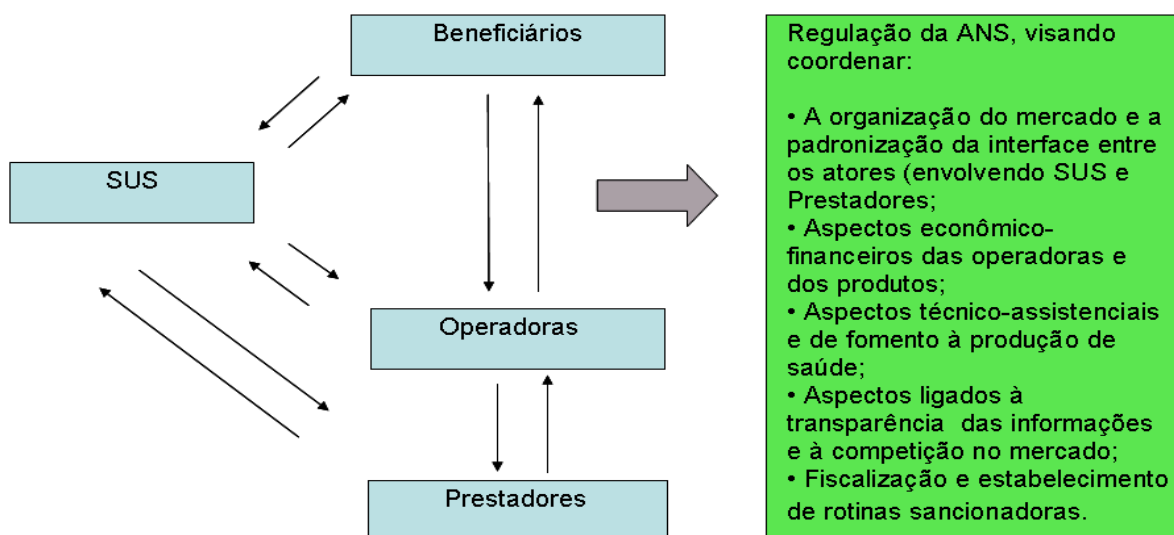 Beneficiários
SUS
Operadoras
Prestadores
Regulação da ANS, visando
coordenar:
• A organização do mercado e a
padronização da interface entre
os atores (envolvendo SUS e
Prestadores;
• Aspectos econômico-
financeiros das operadoras e
dos produtos;
• Aspectos técnico-assistenciais
e de fomento à produção de
saúde;
• Aspectos ligados à
transparência das informações
e à competição no mercado;
• Fiscalização e estabelecimento
de rotinas sancionadoras.